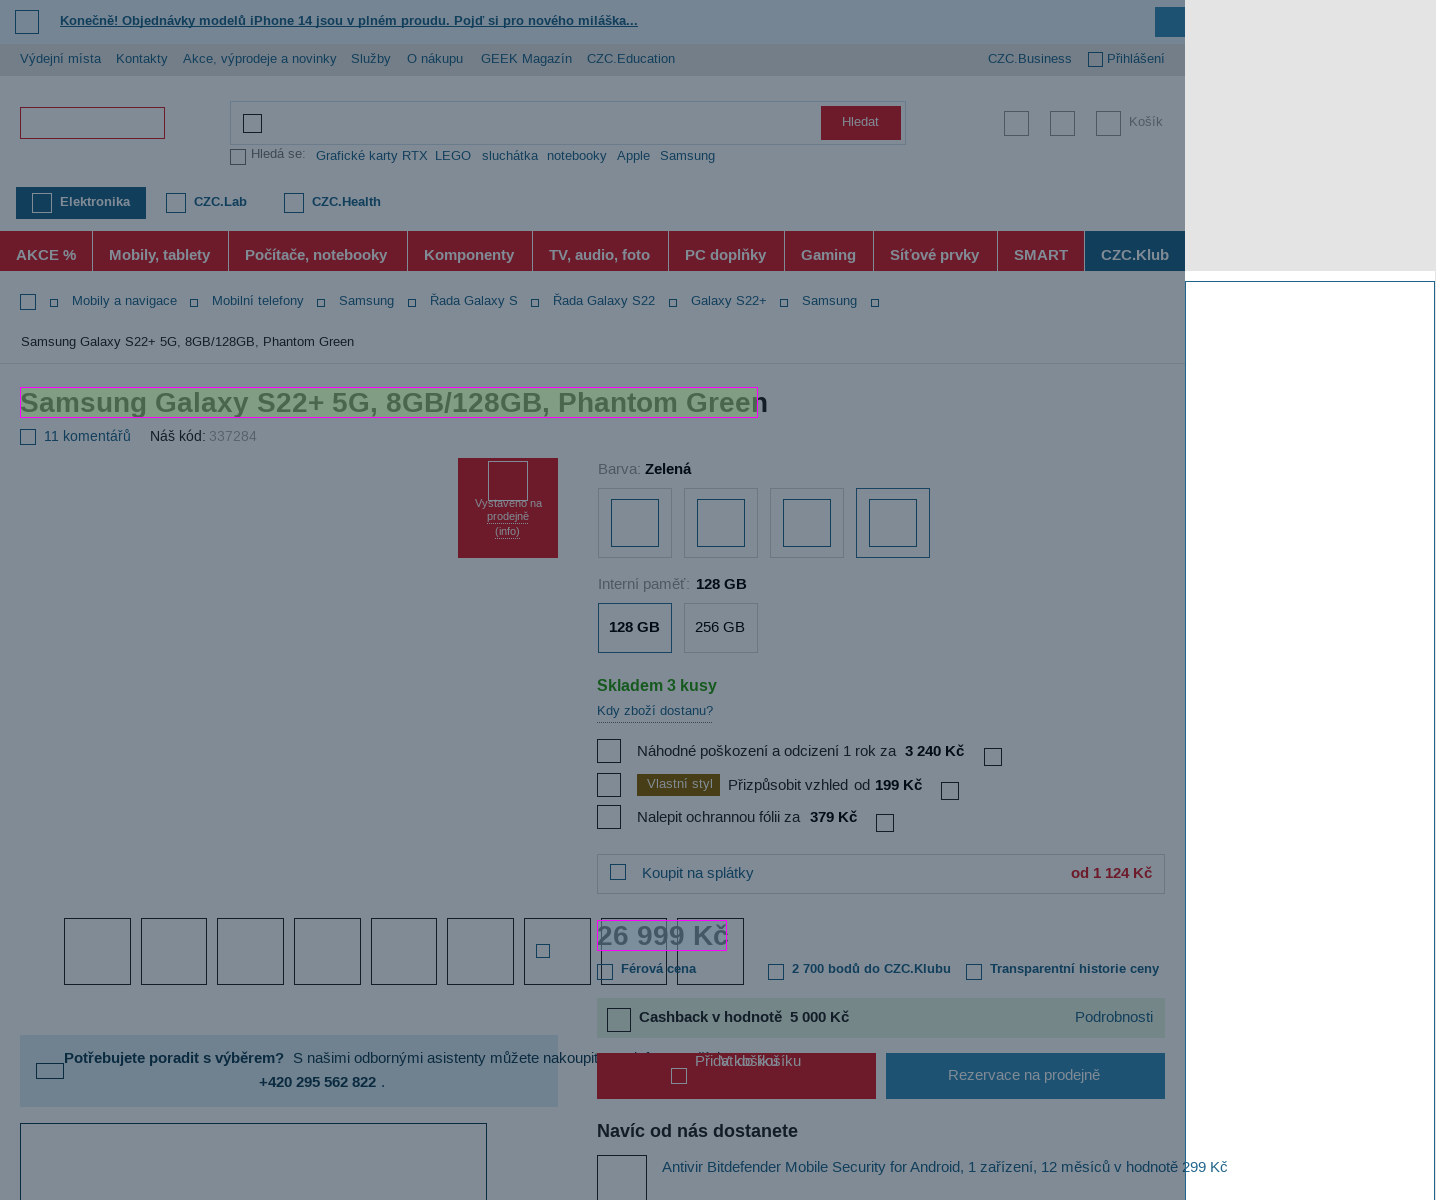 Konečně! Objednávky modelů iPhone 14 jsou v plném proudu. Pojď si pro nového miláška...
Výdejní místa Kontakty Akce, výprodeje a novinky Služby O nákupu GEEK Magazín CZC.Education CZC.Business Přihlášení
Hledat Košík
Hledá se: Grafické karty RTX LEGO sluchátka notebooky Apple Samsung
Elektronika CZC.Lab CZC.Health
AKCE % Mobily, tablety Počítače, notebooky Komponenty TV, audio, foto PC doplňky Gaming Síťové prvky SMART CZC.Klub
Mobily a navigace Mobilní telefony Samsung Řada Galaxy S Řada Galaxy S22 Galaxy S22+ Samsung
Samsung Galaxy S22+ 5G, 8GB/128GB, Phantom Green
Samsung Galaxy S22+ 5G, 8GB/128GB, Phantom Green
11 komentářů Náš kód: 337284
Vystaveno na
prodejně
(info)
Barva: Zelená
Interní paměť: 128 GB
128 GB 256 GB
Skladem 3 kusy
Kdy zboží dostanu?
Náhodné poškození a odcizení 1 rok za 3 240 Kč
Vlastní styl Přizpůsobit vzhled od 199 Kč
Nalepit ochrannou fólii za 379 Kč
Koupit na splátky od 1 124 Kč
26 999 Kč
Férová cena 2 700 bodů do CZC.Klubu Transparentní historie ceny
Cashback v hodnotě 5 000 Kč Podrobnosti
Potřebujete poradit s výběrem? S našimi odbornými asistenty můžete nakoupit
+420 295 562 822 .
Přidat do košíku
V košíku
Rezervace na prodejně
Navíc od nás dostanete
Antivir Bitdefender Mobile Security for Android, 1 zařízení, 12 měsíců v hodnotě 299 Kč